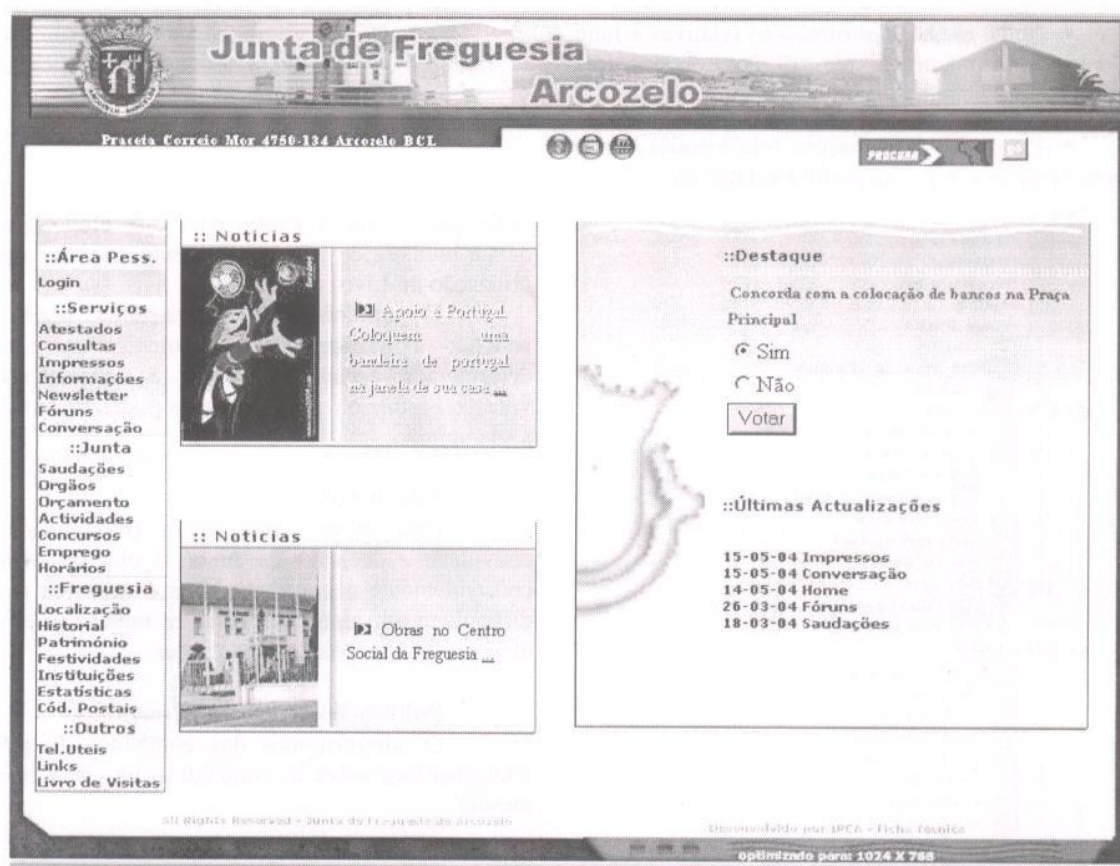 Junta de Freguesia
Arcozelo
Praceta Correio Mor 4750-134 Arcozelo BCL
PROCURA
GO
::Área Pess.
Login
::Serviços
Atestados
Consultas
Impressos
Informações
Newsletter
Fóruns
Conversação
::Junta
Saudações
Orgãos
Orçamento
Actividades
Concursos
Emprego
Horários
::Freguesia
Localização
Historial
Património
Festividades
Instituições
Estatísticas
Cód. Postais
::Outros
Tel.Uteis
Links
Livro de Visitas
:: Noticias
Apoio a Portugal.
Coloquem uma
bandeira de portugal
na janela de sua casa ...
:: Noticias
Obras no Centro
Social da Freguesia ...
::Destaque
Concorda com a colocação de bancos na Praça
Principal
Sim
Não
Votar
::Últimas Actualizações
15-05-04 Impressos
15-05-04 Conversação
14-05-04 Home
26-03-04 Fóruns
18-03-04 Saudações
All Rights Reserved - Junta de Freguesia de Arcozelo
Desenvolvido por IPCA - Ficha Técnica
optimizado para: 1024 X 768